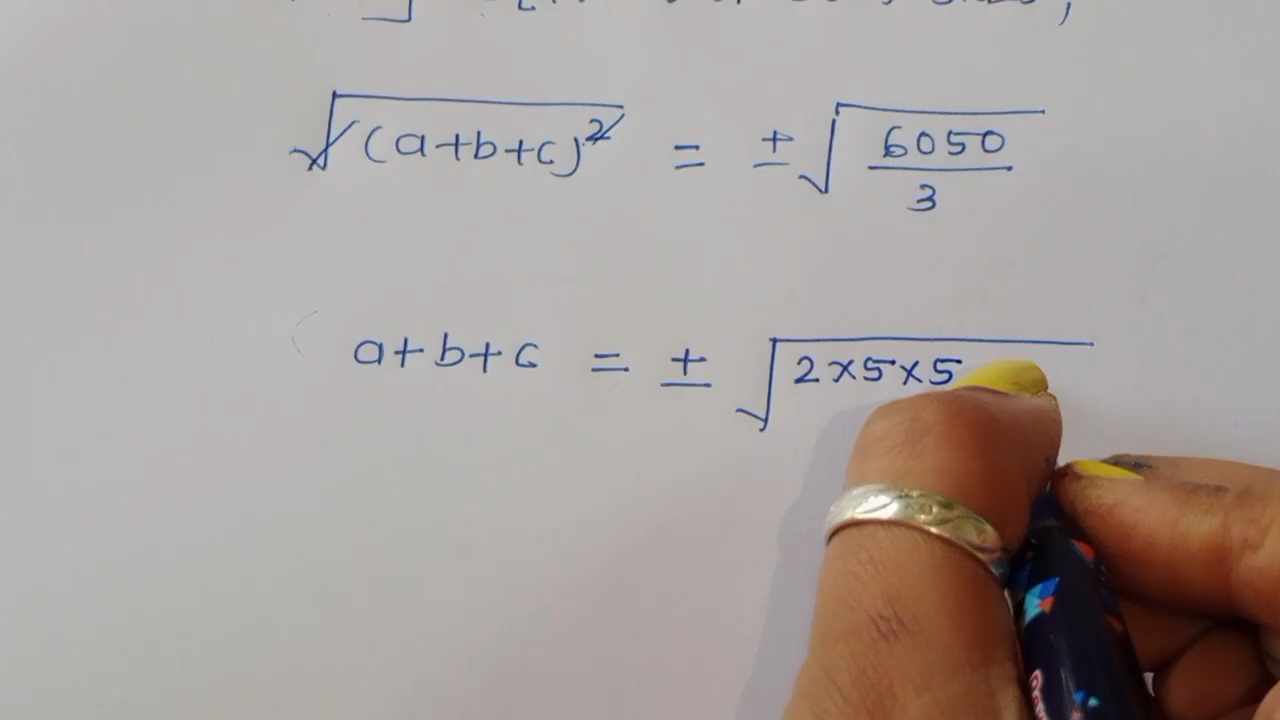 √(a+b+c)² = ±√6050/3
a+b+c = ±√2×5×5